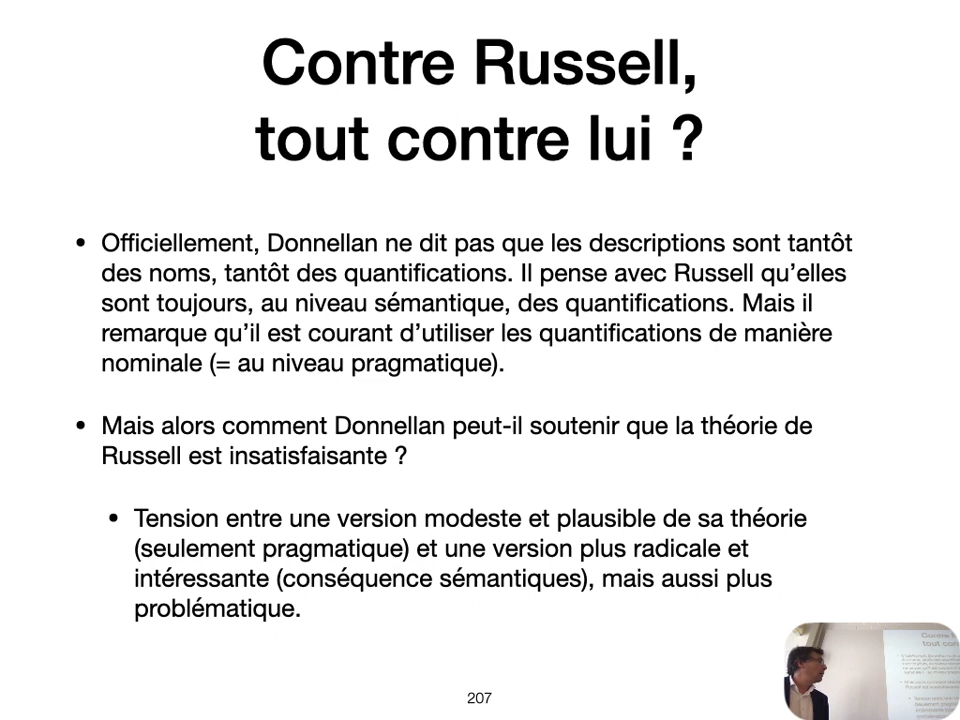 Contre Russell,
tout contre lui ?
• Officiellement, Donnellan ne dit pas que les descriptions sont tantôt
des noms, tantôt des quantifications. Il pense avec Russell qu’elles
sont toujours, au niveau sémantique, des quantifications. Mais il
remarque qu’il est courant d’utiliser les quantifications de manière
nominale (= au niveau pragmatique).
• Mais alors comment Donnellan peut-il soutenir que la théorie de
Russell est insatisfaisante ?
• Tension entre une version modeste et plausible de sa théorie
(seulement pragmatique) et une version plus radicale et
intéressante (conséquence sémantiques), mais aussi plus
problématique.
207